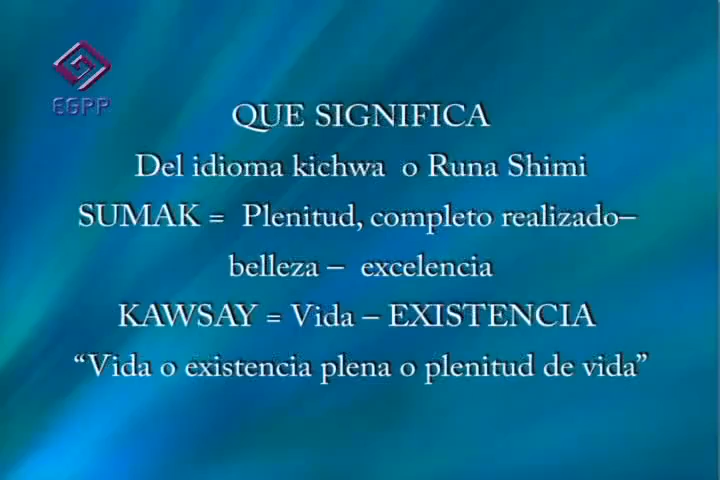 EGPP
QUE SIGNIFICA
Del idioma kichwa o Runa Shimi
SUMAK = Plenitud, completo realizado–
belleza – excelencia
KAWSAY = Vida – EXISTENCIA
“Vida o existencia plena o plenitud de vida”